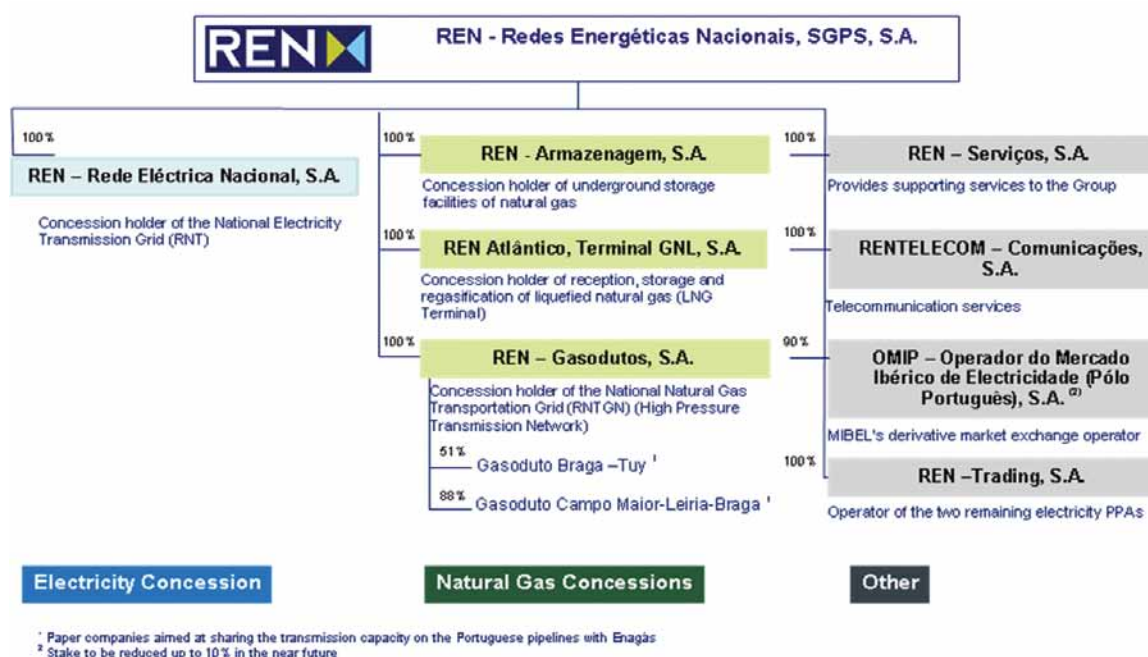 REN
REN - Redes Energéticas Nacionais, SGPS, S.A.
100%
REN – Rede Eléctrica Nacional, S.A.
Concession holder of the National Electricity
Transmission Grid (RNT)
100%
REN - Armazenagem, S.A.
Concession holder of underground storage
facilities of natural gas
100%
REN Atlântico, Terminal GNL, S.A.
Concession holder of reception, storage and
regasification of liquefied natural gas (LNG
Terminal)
100%
REN – Gasodutos, S.A.
Concession holder of the National Natural Gas
Transportation Grid (RNTGN) (High Pressure
Transmission Network)
51%
Gasoduto Braga –Tuy ¹
88%
Gasoduto Campo Maior-Leiria-Braga ¹
100%
REN – Serviços, S.A.
Provides supporting services to the Group
100%
RENTELECOM – Comunicações,
S.A.
Telecommunication services
90%
OMIP – Operador do Mercado
Ibérico de Electricidade (Pólo
Português), S.A. ⁽²⁾
MIBEL's derivative market exchange operator
100%
REN –Trading, S.A.
Operator of the two remaining electricity PPAs
Electricity Concession
Natural Gas Concessions
Other
¹ Paper companies aimed at sharing the transmission capacity on the Portuguese pipelines with Enagás
² Stake to be reduced up to 10% in the near future